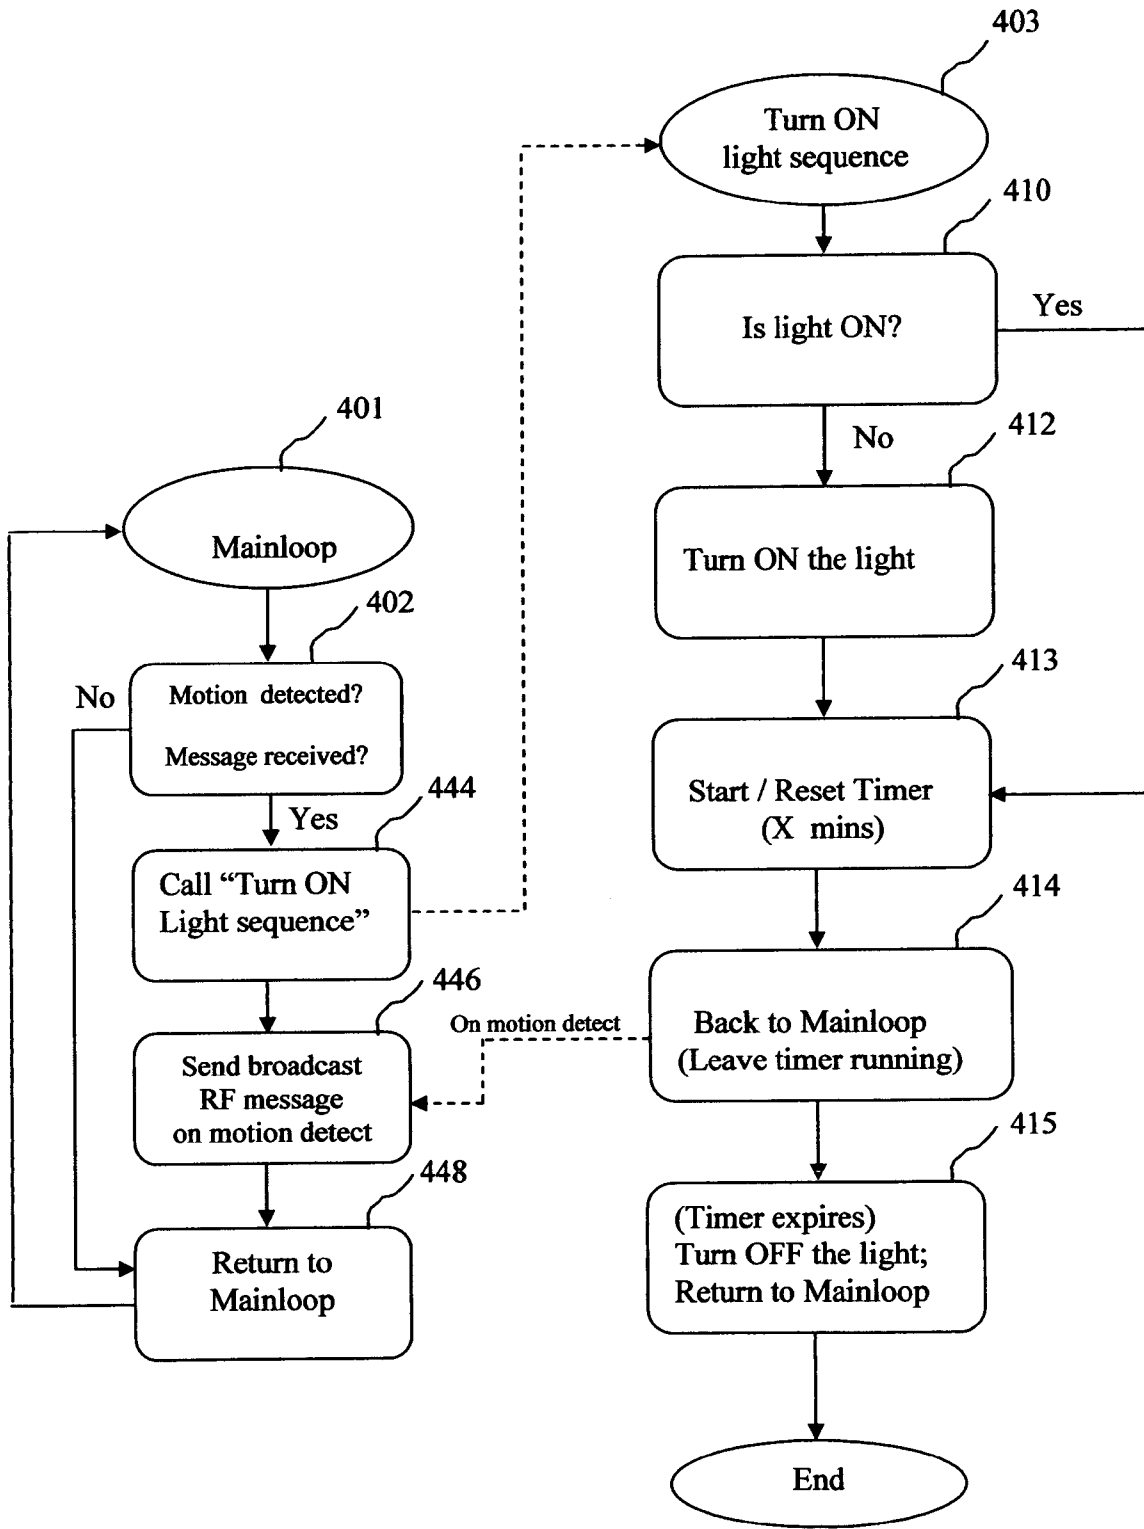 403
Turn ON
light sequence
410
Is light ON?
Yes
No
412
Turn ON the light
413
Start / Reset Timer
(X mins)
414
Back to Mainloop
(Leave timer running)
415
(Timer expires)
Turn OFF the light;
Return to Mainloop
End
401
Mainloop
402
No
Motion detected?
Message received?
Yes
444
Call “Turn ON
Light sequence”
446
On motion detect
Send broadcast
RF message
on motion detect
448
Return to
Mainloop